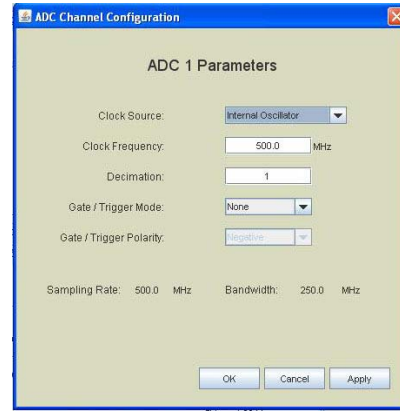 ADC Channel Configuration
ADC 1 Parameters
Clock Source: Internal Oscillator
Clock Frequency: 500.0 MHz
Decimation: 1
Gate / Trigger Mode: None
Gate / Trigger Polarity: Negative
Sampling Rate: 500.0 MHz Bandwidth: 250.0 MHz
OK Cancel Apply